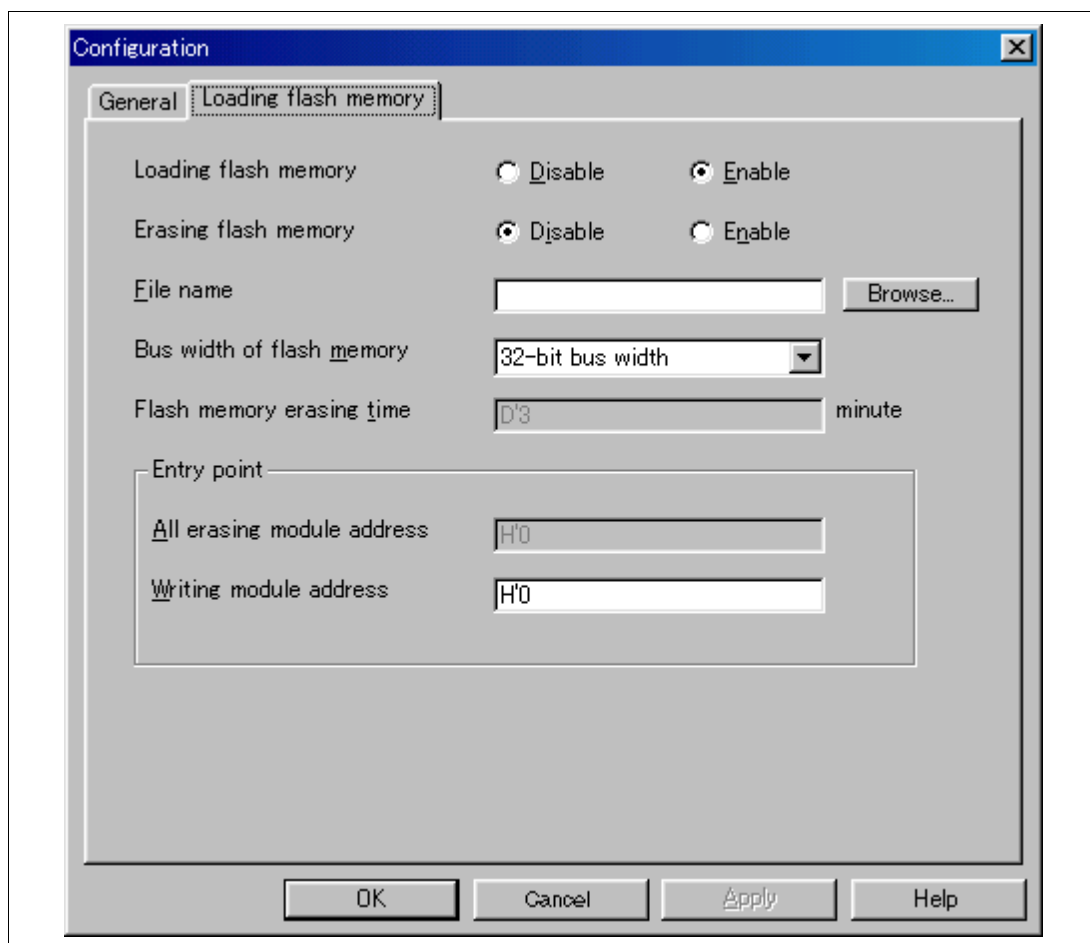 Configuration
General Loading flash memory
Loading flash memory Disable Enable
Erasing flash memory Disable Enable
File name Browse...
Bus width of flash memory 32-bit bus width
Flash memory erasing time D'3 minute
Entry point
All erasing module address H'0
Writing module address H'0
OK Cancel Apply Help